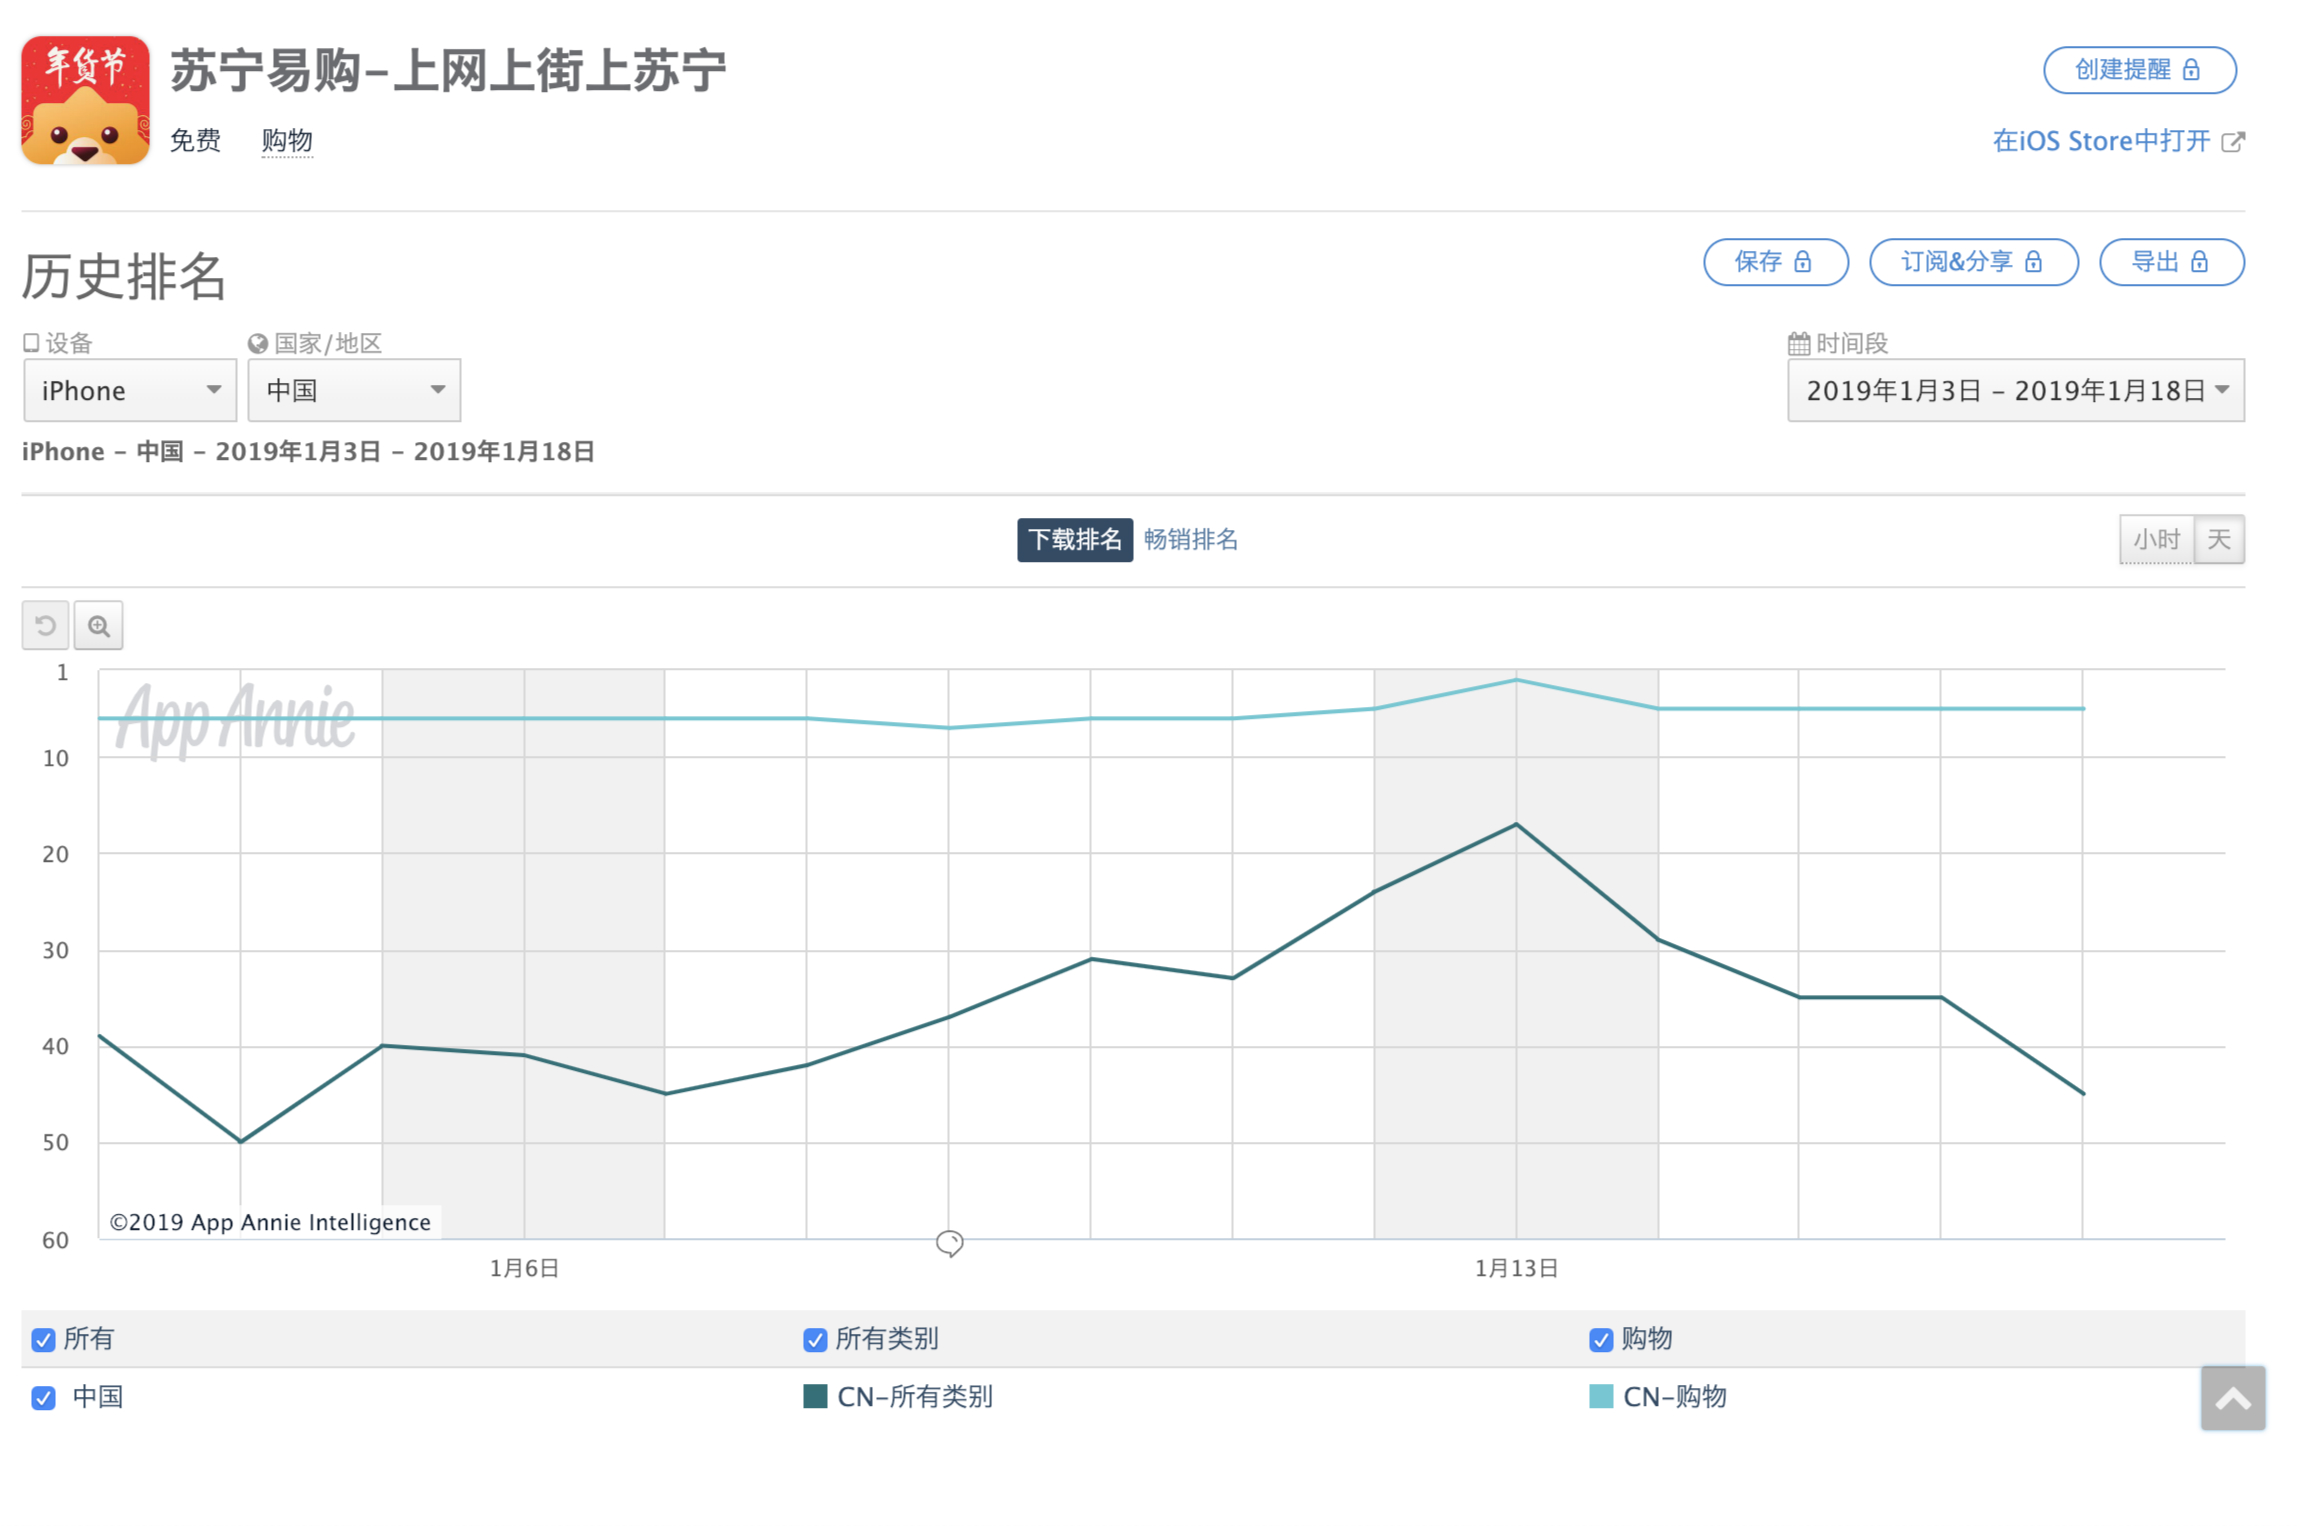 年货节
苏宁易购–上网上街上苏宁
创建提醒
免费 购物
在iOS Store中打开
历史排名
保存 订阅&分享 导出
设备 国家/地区 时间段
iPhone 中国 2019年1月3日 – 2019年1月18日
iPhone – 中国 – 2019年1月3日 – 2019年1月18日
下载排名 畅销排名
小时 天
1
App Annie
10
20
30
40
50
©2019 App Annie Intelligence
60
1月6日 1月13日
所有 所有类别 购物
中国 CN–所有类别 CN–购物